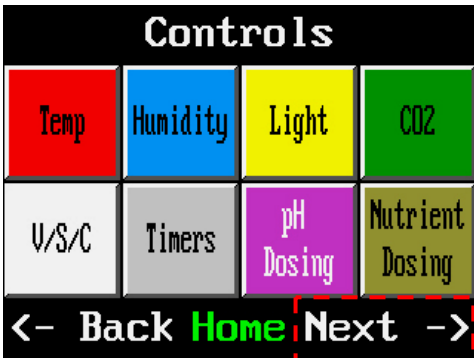 Controls
Temp Humidity Light CO2
V/S/C Timers pH Dosing Nutrient Dosing
<- Back Home Next ->